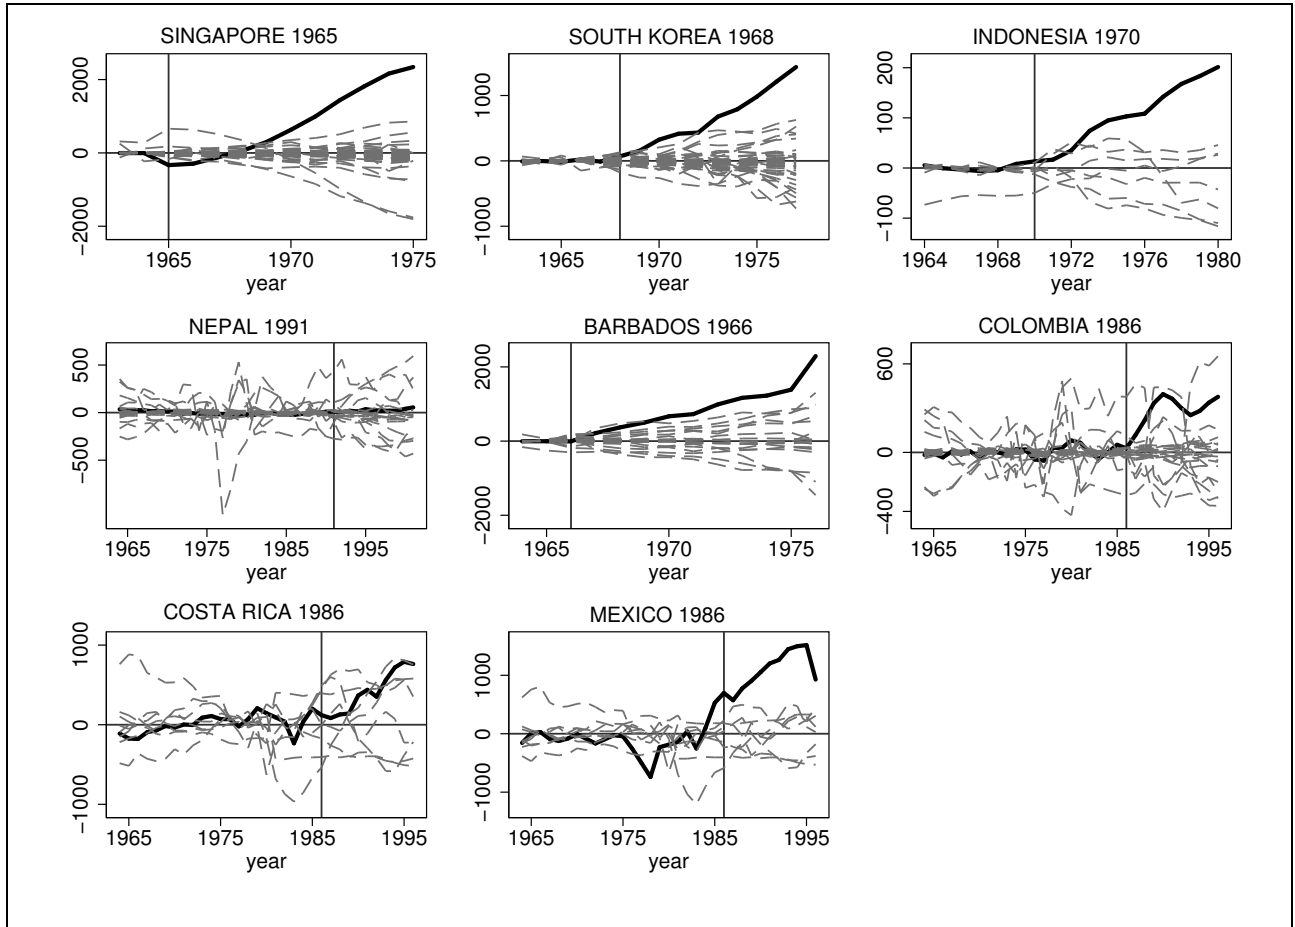 SINGAPORE 1965
2000
0
−2000
1965 1970 1975
year
SOUTH KOREA 1968
1000
0
−1000
1965 1970 1975
year
INDONESIA 1970
200
100
0
−100
1964 1968 1972 1976 1980
year
NEPAL 1991
500
0
−500
1965 1975 1985 1995
year
BARBADOS 1966
2000
0
−2000
1965 1970 1975
year
COLOMBIA 1986
600
0
−400
1965 1975 1985 1995
year
COSTA RICA 1986
1000
0
−1000
1965 1975 1985 1995
year
MEXICO 1986
1000
0
−1000
1965 1975 1985 1995
year